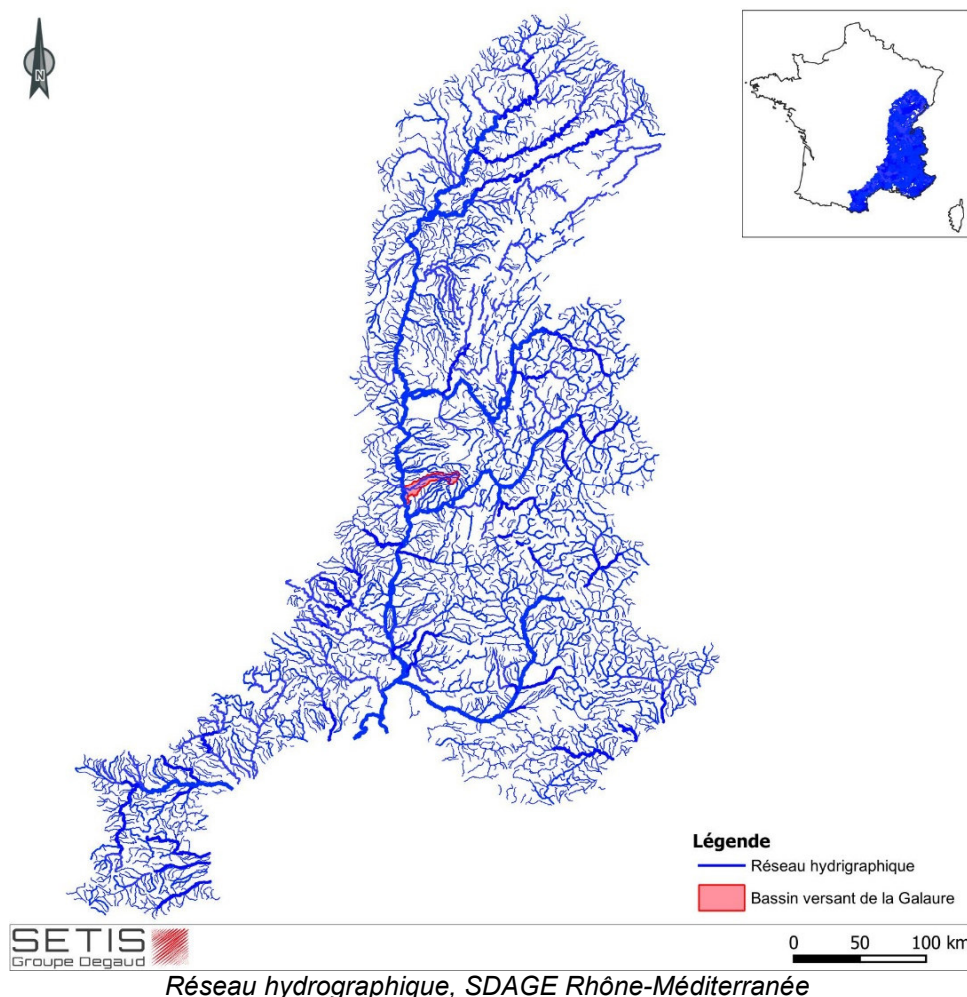 N
Légende
Réseau hydrigraphique
Bassin versant de la Galaure
SETIS
Groupe Degaud
0 50 100 km
Réseau hydrographique, SDAGE Rhône-Méditerranée